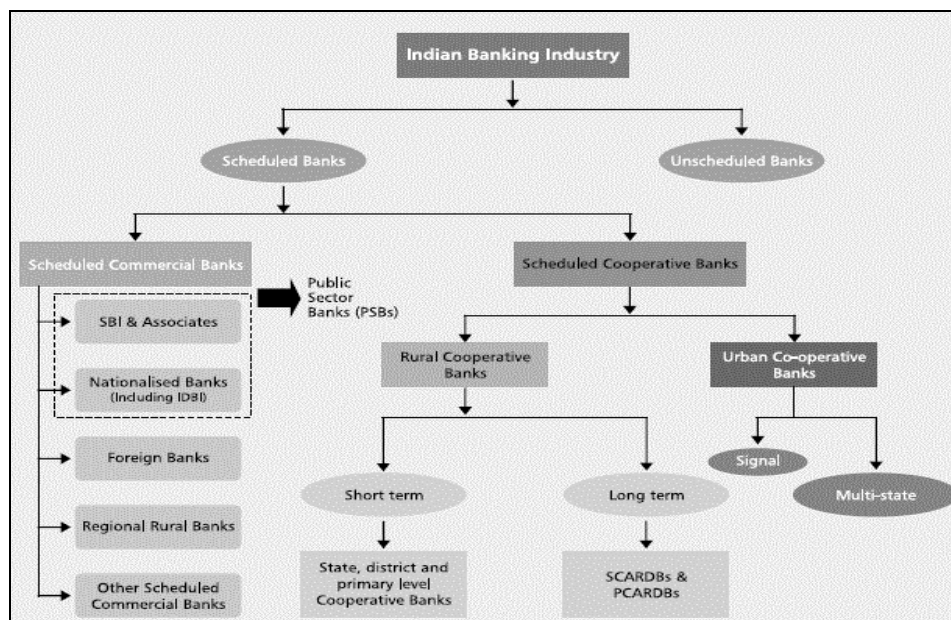 Indian Banking Industry
Scheduled Banks
Unscheduled Banks
Scheduled Commercial Banks
Scheduled Cooperative Banks
Public
Sector
Banks (PSBs)
SBI & Associates
Nationalised Banks
(Including IDBI)
Foreign Banks
Regional Rural Banks
Other Scheduled
Commercial Banks
Rural Cooperative
Banks
Urban Co-operative
Banks
Short term
Long term
Signal
Multi-state
State, district and
primary level
Cooperative Banks
SCARDBs &
PCARDBs